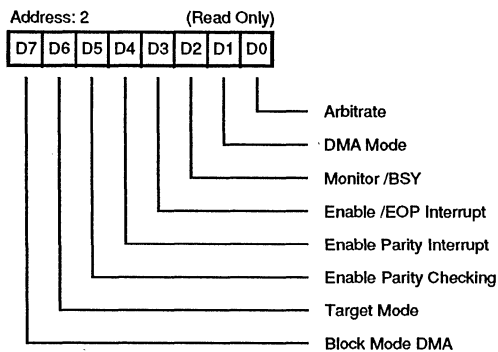 Address: 2 (Read Only)
D7 D6 D5 D4 D3 D2 D1 D0
Arbitrate
DMA Mode
Monitor /BSY
Enable /EOP Interrupt
Enable Parity Interrupt
Enable Parity Checking
Target Mode
Block Mode DMA